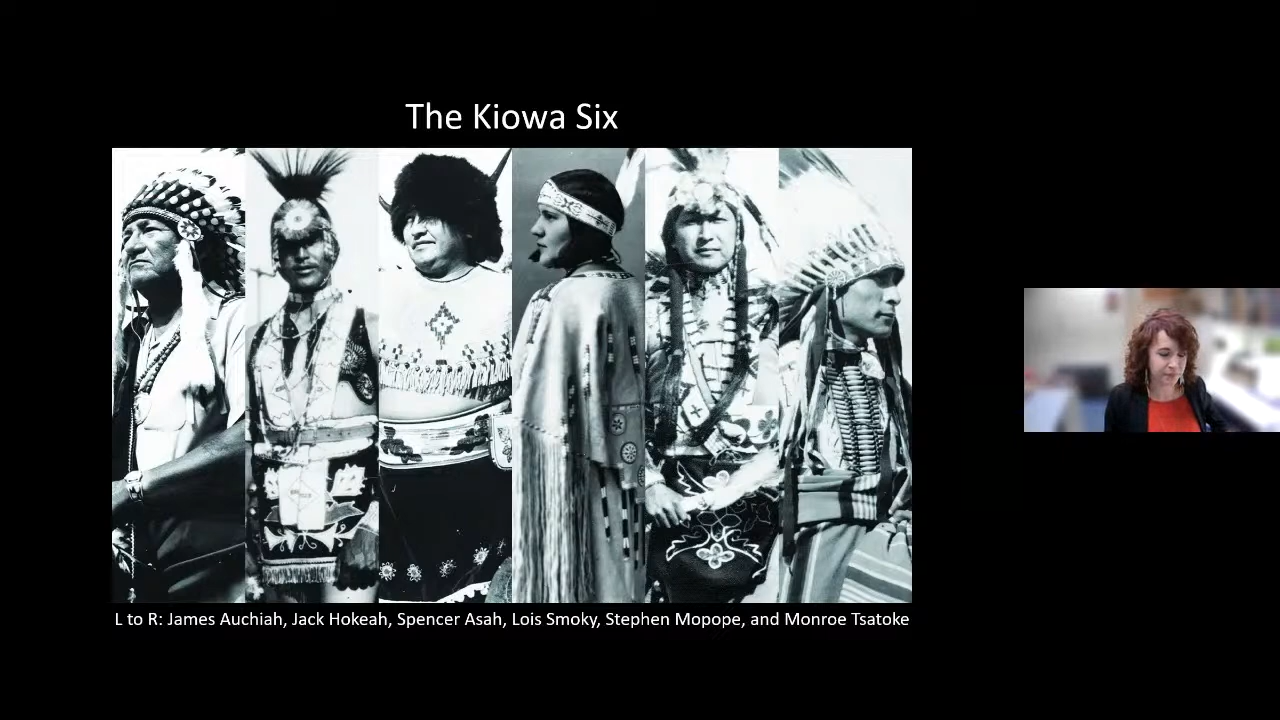 The Kiowa Six
L to R: James Auchiah, Jack Hokeah, Spencer Asah, Lois Smoky, Stephen Mopope, and Monroe Tsatoke